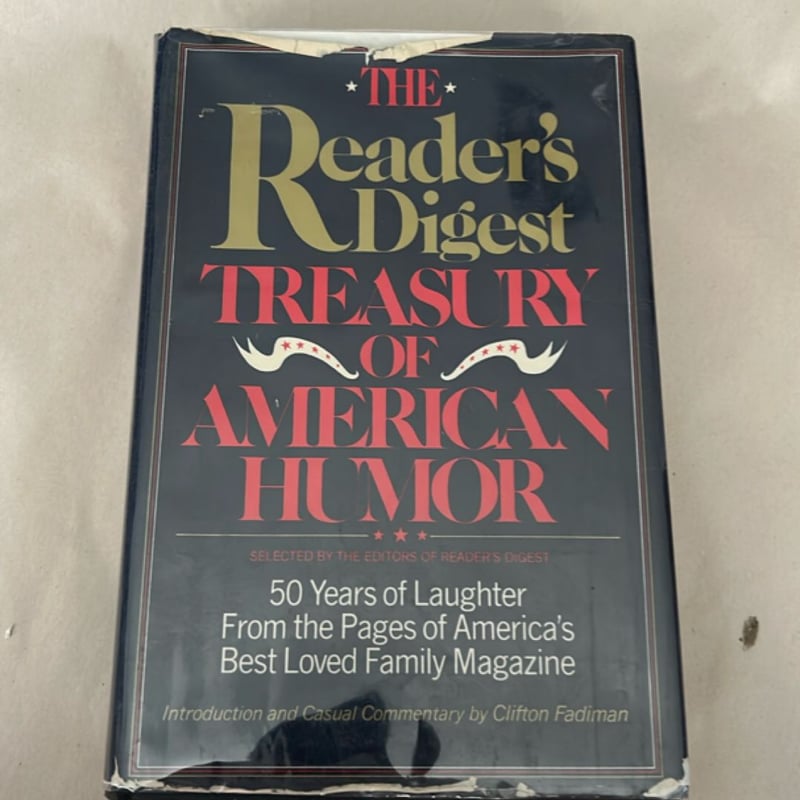 THE
Reader's
Digest
TREASURY
OF
AMERICAN
HUMOR
SELECTED BY THE EDITORS OF READER'S DIGEST
50 Years of Laughter
From the Pages of America's
Best Loved Family Magazine
Introduction and Casual Commentary by Clifton Fadiman